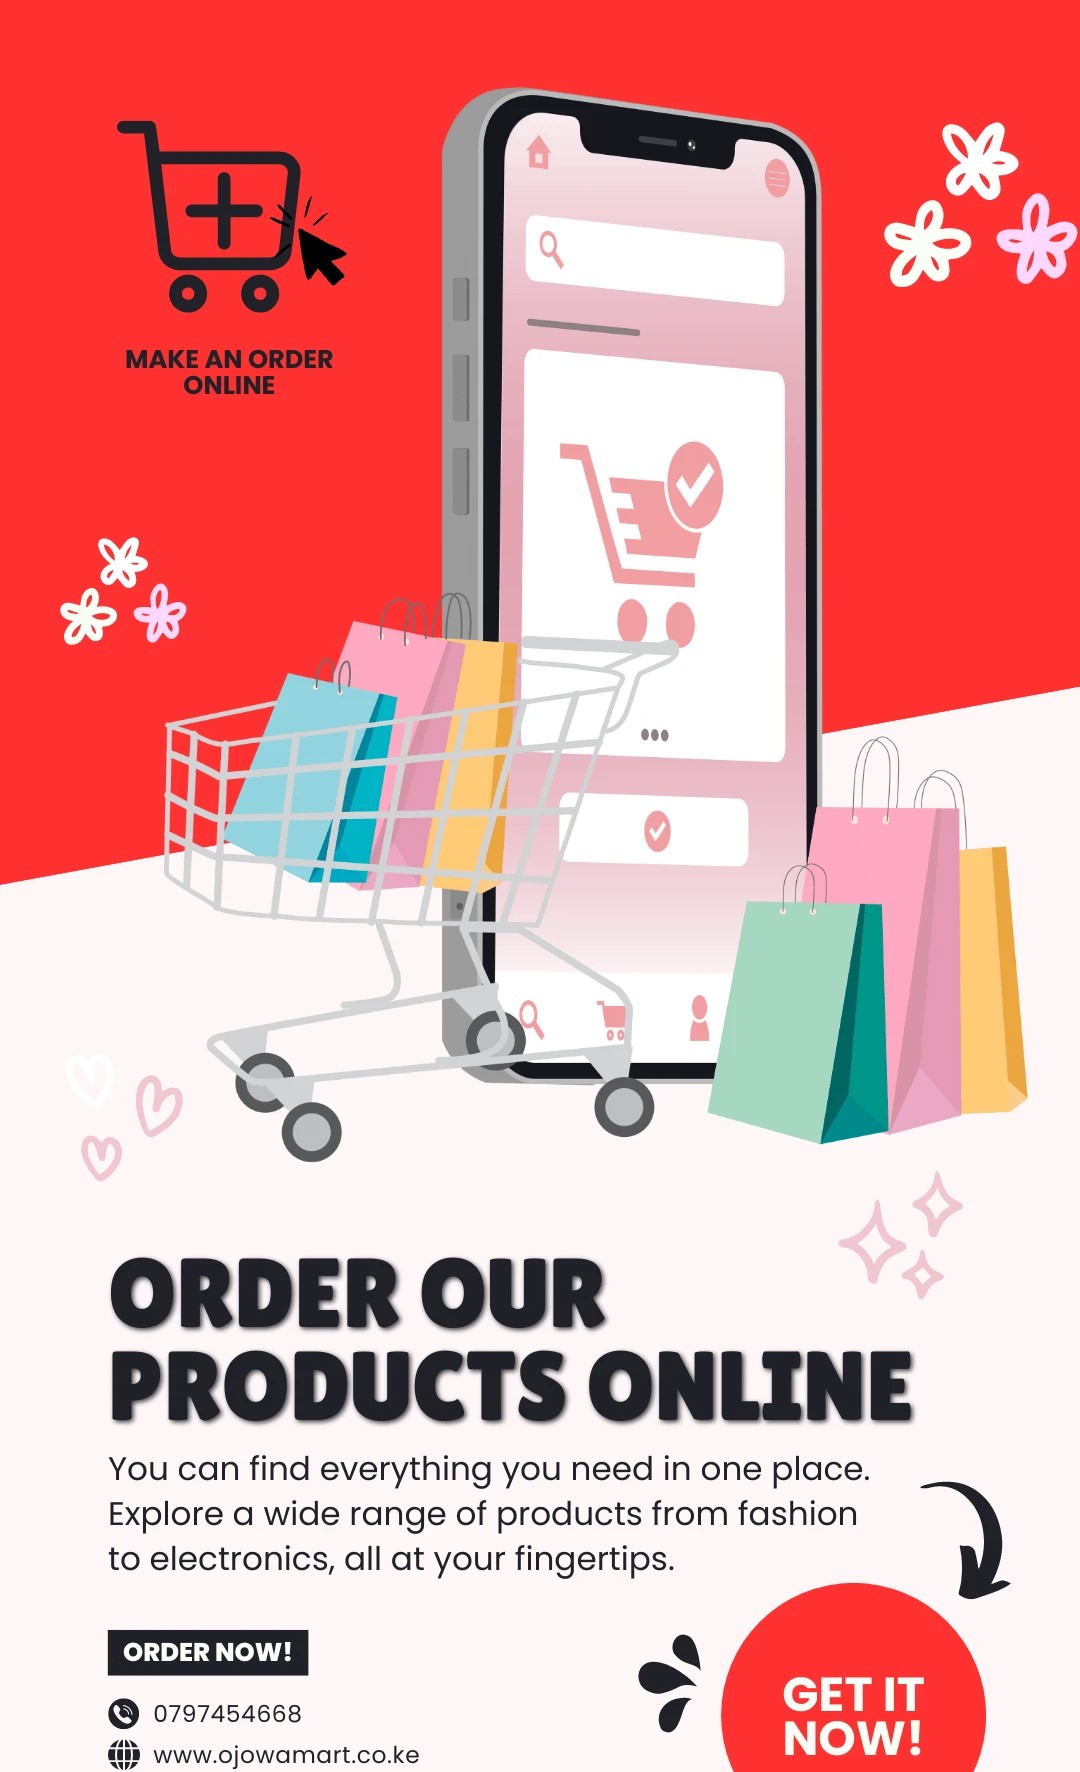 MAKE AN ORDER
ONLINE
ORDER OUR
PRODUCTS ONLINE
You can find everything you need in one place.
Explore a wide range of products from fashion
to electronics, all at your fingertips.
ORDER NOW!
0797454668
www.ojowamart.co.ke
GET IT
NOW!